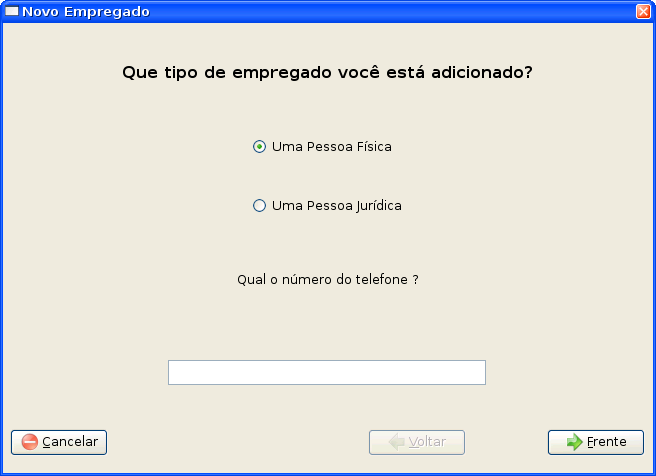 Novo Empregado
Que tipo de empregado você está adicionado?
Uma Pessoa Física
Uma Pessoa Jurídica
Qual o número do telefone ?
Cancelar
Voltar
Frente